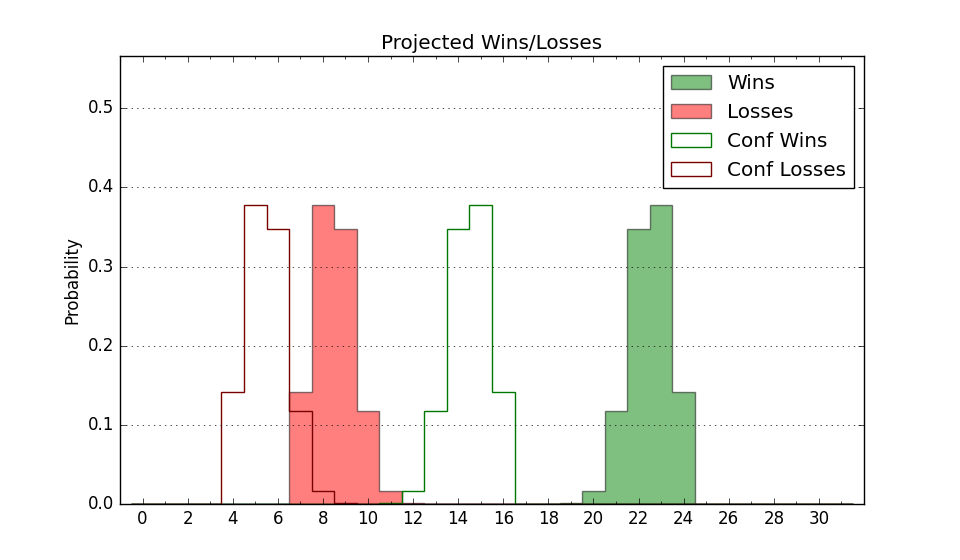 Projected Wins/Losses
Wins
Losses
Conf Wins
Conf Losses
Probability
0.5
0.4
0.3
0.2
0.1
0.0
0 2 4 6 8 10 12 14 16 18 20 22 24 26 28 30